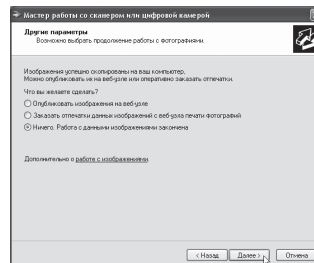 Мастер работы со сканером или цифровой камерой
Другие параметры
Возможно выбрать продолжение работы с фотографиями.
Изображения успешно скопированы на ваш компьютер.
Можно опубликовать их на веб-узле или оперативно заказать отпечатки.
Что вы желаете сделать?
Опубликовать изображения на веб-узле
Заказать отпечатки данных изображений с веб-узла печати фотографий
Ничего. Работа с данными изображениями закончена
Дополнительно о работе с изображениями.
< Назад Далее > Отмена